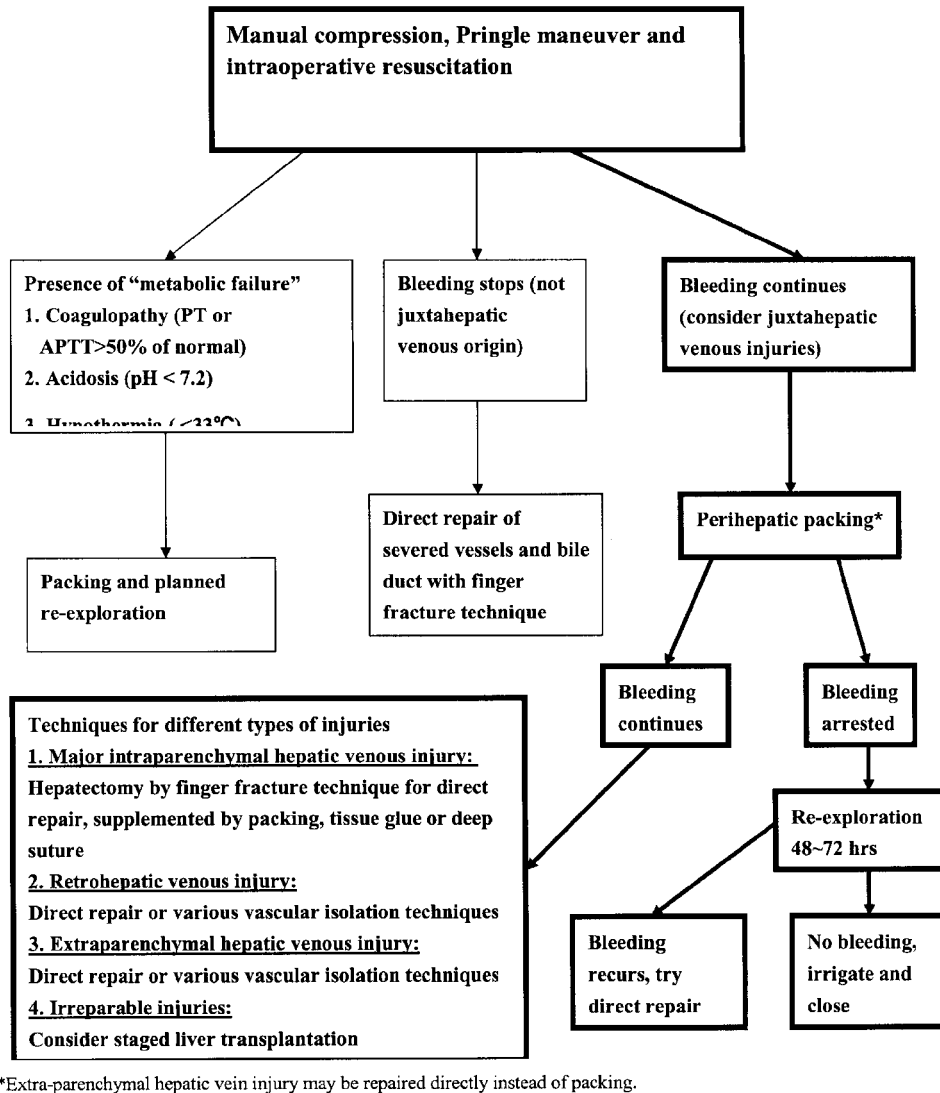 Manual compression, Pringle maneuver and
intraoperative resuscitation
Presence of “metabolic failure”
1. Coagulopathy (PT or
APTT>50% of normal)
2. Acidosis (pH < 7.2)
3. Hypothermia (<33°C)
Bleeding stops (not
juxtahepatic
venous origin)
Bleeding continues
(consider juxtahepatic
venous injuries)
Packing and planned
re-exploration
Direct repair of
severed vessels and bile
duct with finger
fracture technique
Perihepatic packing*
Bleeding
continues
Bleeding
arrested
Techniques for different types of injuries
1. Major intraparenchymal hepatic venous injury:
Hepatectomy by finger fracture technique for direct
repair, supplemented by packing, tissue glue or deep
suture
2. Retrohepatic venous injury:
Direct repair or various vascular isolation techniques
3. Extraparenchymal hepatic venous injury:
Direct repair or various vascular isolation techniques
4. Irreparable injuries:
Consider staged liver transplantation
Re-exploration
48~72 hrs
Bleeding
recurs, try
direct repair
No bleeding,
irrigate and
close
*Extra-parenchymal hepatic vein injury may be repaired directly instead of packing.